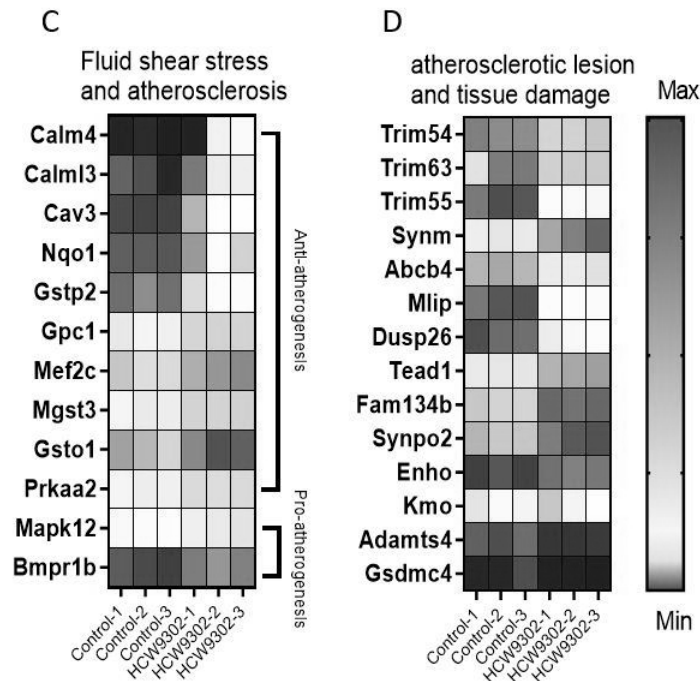 C
Fluid shear stress
and atherosclerosis
Calm4
Calml3
Cav3
Nqo1
Gstp2
Gpc1
Mef2c
Mgst3
Gsto1
Prkaa2
Mapk12
Bmpr1b
Anti-atherogenesis
Pro-atherogenesis
Control-1
Control-2
Control-3
HCW9302-1
HCW9302-2
HCW9302-3
D
atherosclerotic lesion
and tissue damage
Trim54
Trim63
Trim55
Synm
Abcb4
Mlip
Dusp26
Tead1
Fam134b
Synpo2
Enho
Kmo
Adamts4
Gsdmc4
Control-1
Control-2
Control-3
HCW9302-1
HCW9302-2
HCW9302-3
Max
Min